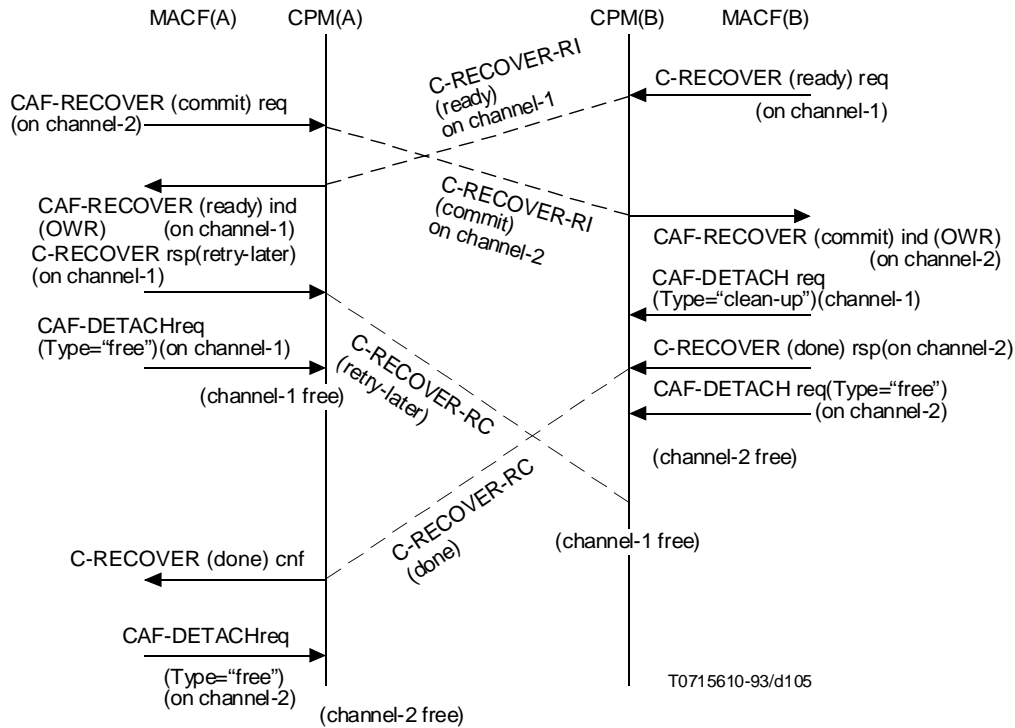 MACF(A)
CPM(A)
CPM(B)
MACF(B)
C-RECOVER-RI
(ready)
on channel-1
C-RECOVER (ready) req
(on channel-1)
CAF-RECOVER (commit) req
(on channel-2)
CAF-RECOVER (ready) ind
(OWR) (on channel-1)
C-RECOVER-RI
(commit)
on channel-2
CAF-RECOVER (commit) ind (OWR)
(on channel-2)
C-RECOVER rsp(retry-later)
(on channel-1)
CAF-DETACH req
(Type=“clean-up”)(channel-1)
CAF-DETACHreq
(Type=“free”)(on channel-1)
C-RECOVER (done) rsp(on channel-2)
(channel-1 free)
C-RECOVER-RC
(retry-later)
CAF-DETACH req(Type=“free”)
(on channel-2)
(channel-2 free)
C-RECOVER-RC
(done)
(channel-1 free)
C-RECOVER (done) cnf
CAF-DETACHreq
(Type=“free”)
(on channel-2)
(channel-2 free)
T0715610-93/d105